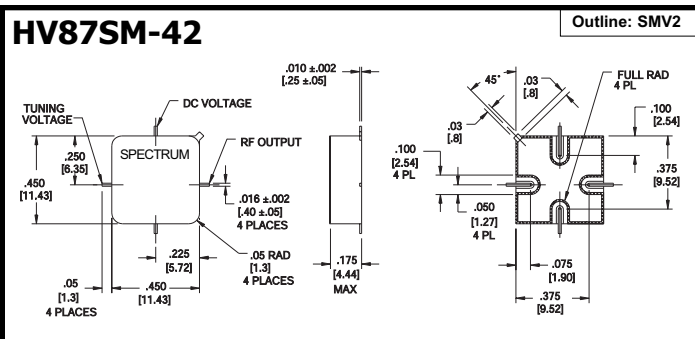 HV87SM-42
Outline: SMV2
.010 ±.002
[.25 ±.05]
DC VOLTAGE
TUNING
VOLTAGE
SPECTRUM
RF OUTPUT
.250
[6.35]
.450
[11.43]
.016 ±.002
[.40 ±.05]
4 PLACES
.225
[5.72]
.05 RAD
[1.3]
4 PLACES
.05
[1.3]
4 PLACES
.450
[11.43]
.175
[4.44]
MAX
45°
.03
[.8]
FULL RAD
4 PL
.03
[.8]
.100
[2.54]
.100
[2.54]
4 PL
.375
[9.52]
.050
[1.27]
4 PL
.075
[1.90]
.375
[9.52]